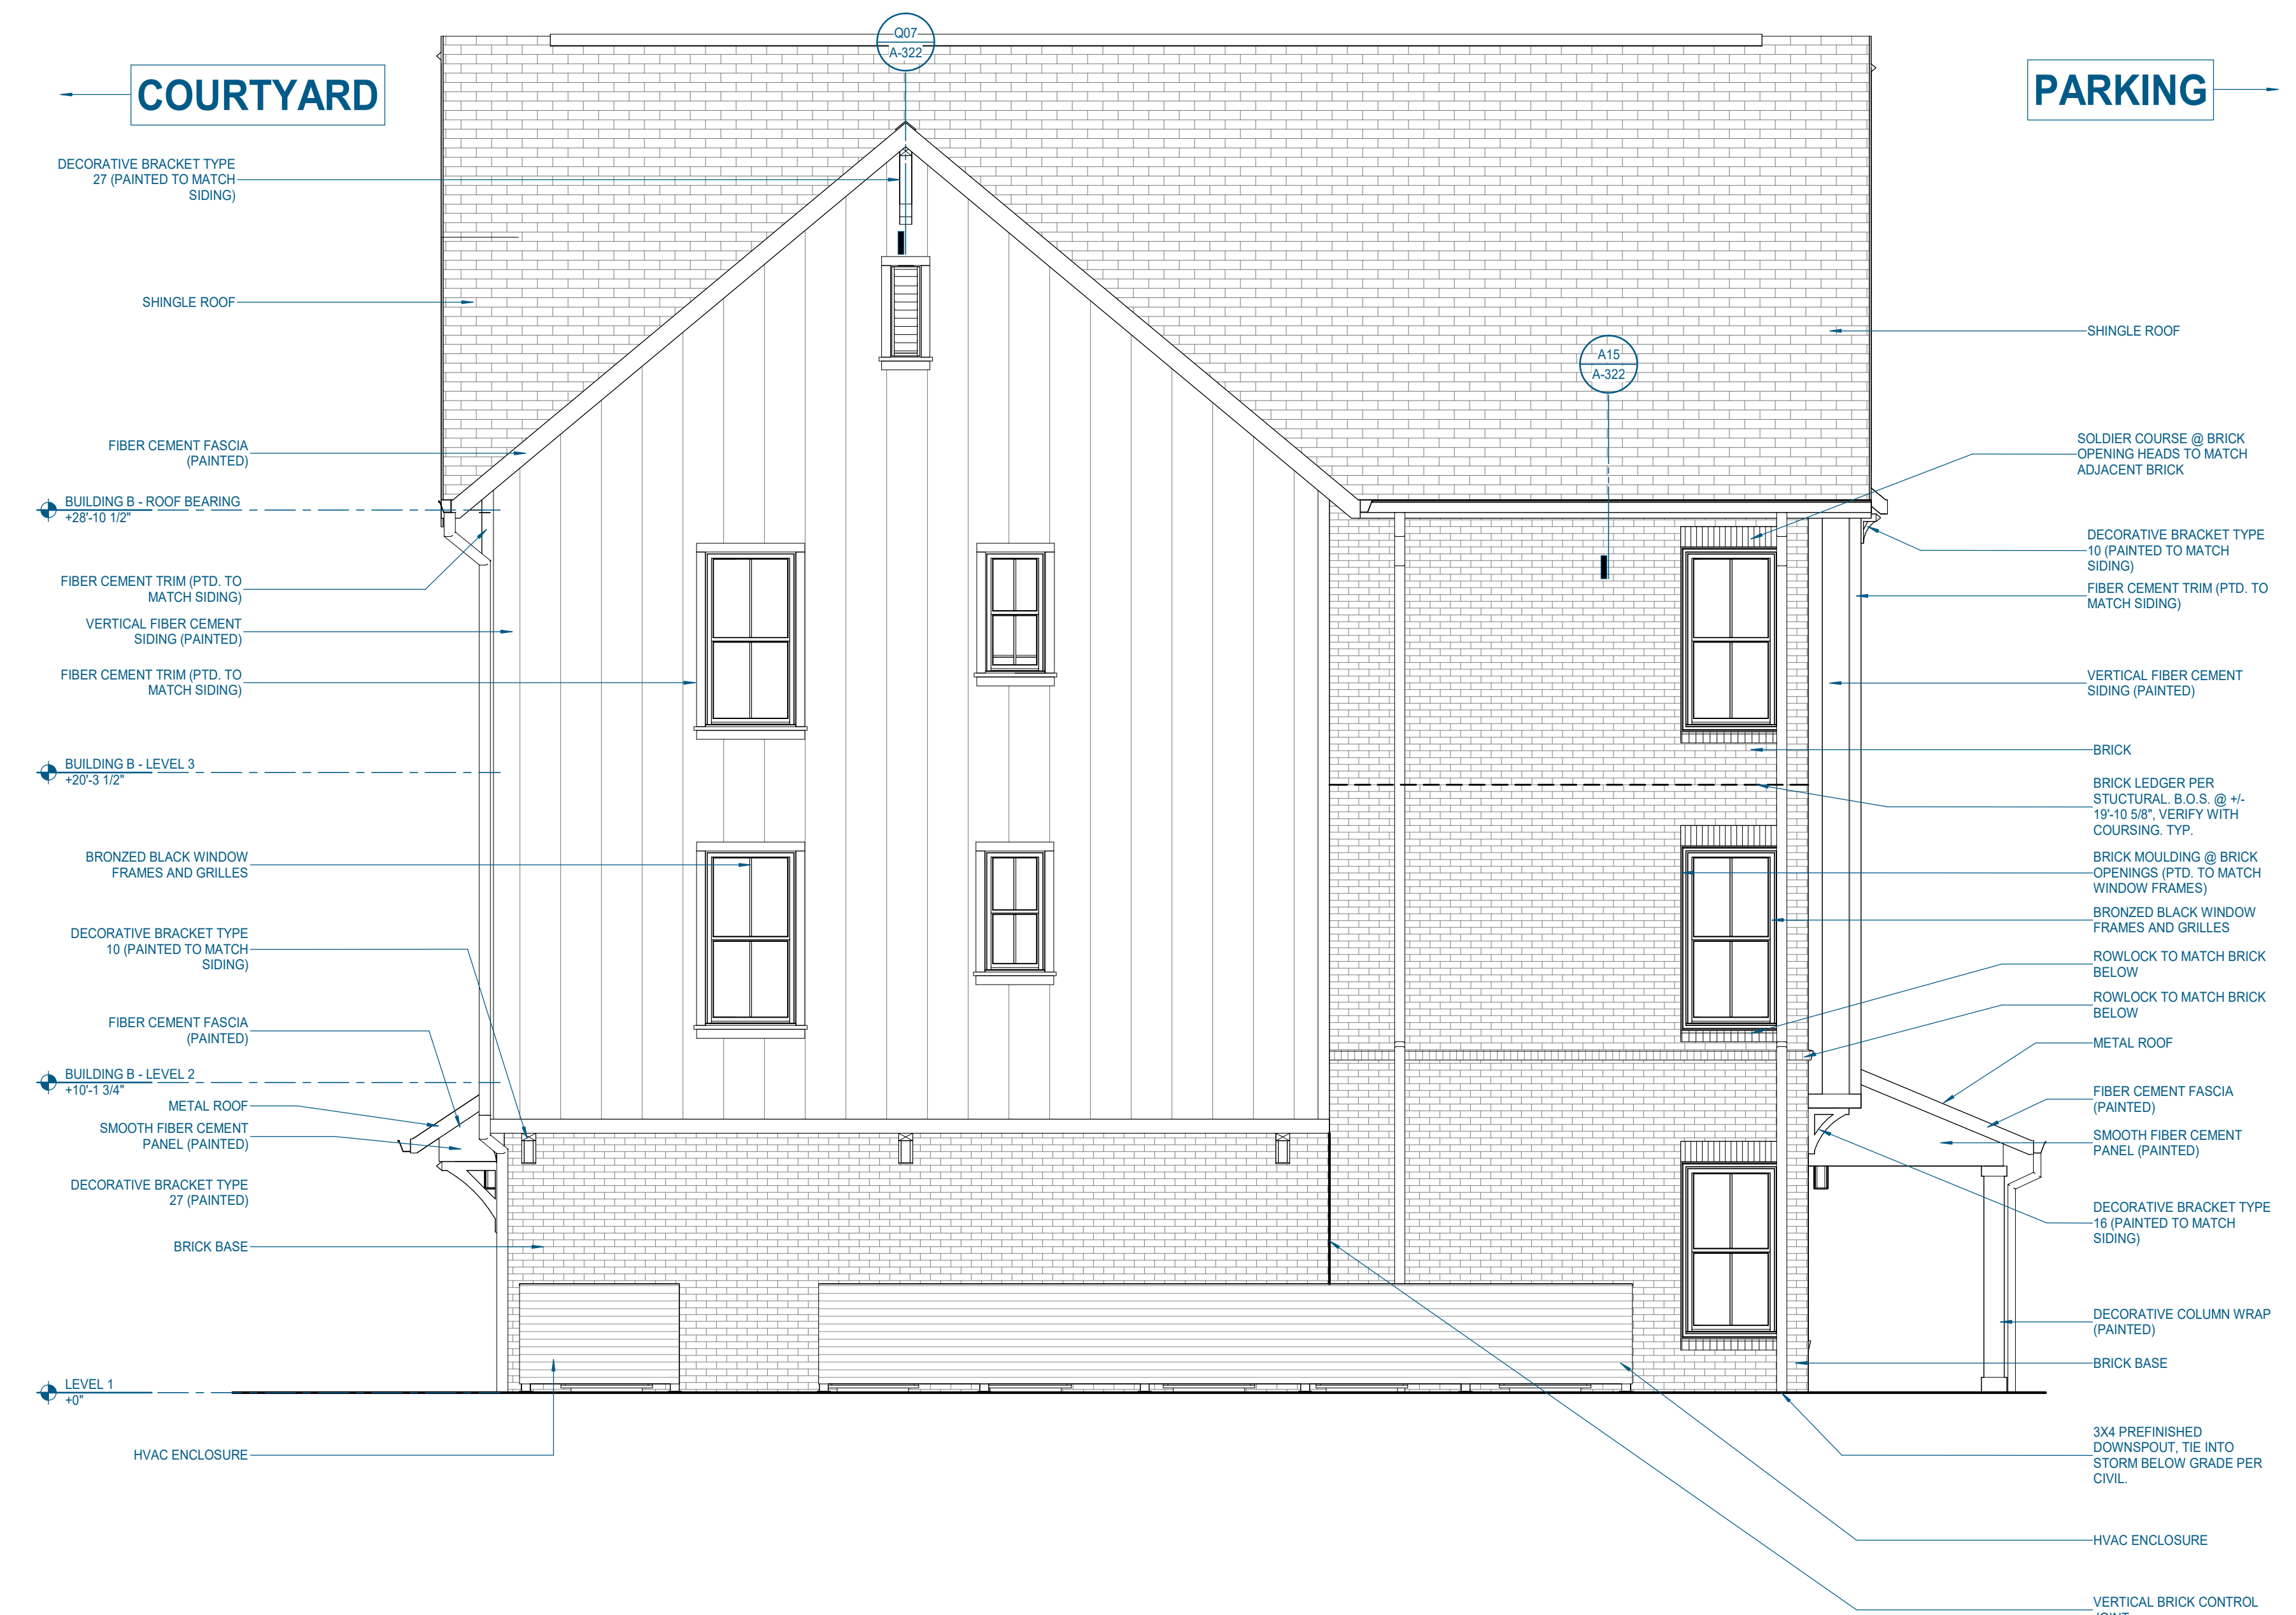 Q07
A-322
COURTYARD
PARKING
DECORATIVE BRACKET TYPE
27 (PAINTED TO MATCH
SIDING)
SHINGLE ROOF
FIBER CEMENT FASCIA
(PAINTED)
BUILDING B - ROOF BEARING
+28'-10 1/2"
FIBER CEMENT TRIM (PTD. TO
MATCH SIDING)
VERTICAL FIBER CEMENT
SIDING (PAINTED)
FIBER CEMENT TRIM (PTD. TO
MATCH SIDING)
BUILDING B - LEVEL 3
+20'-3 1/2"
BRONZED BLACK WINDOW
FRAMES AND GRILLES
DECORATIVE BRACKET TYPE
10 (PAINTED TO MATCH
SIDING)
FIBER CEMENT FASCIA
(PAINTED)
BUILDING B - LEVEL 2
+10'-1 3/4"
METAL ROOF
SMOOTH FIBER CEMENT
PANEL (PAINTED)
DECORATIVE BRACKET TYPE
27 (PAINTED)
BRICK BASE
LEVEL 1
+0"
HVAC ENCLOSURE
A15
A-322
SHINGLE ROOF
SOLDIER COURSE @ BRICK
OPENING HEADS TO MATCH
ADJACENT BRICK
DECORATIVE BRACKET TYPE
10 (PAINTED TO MATCH
SIDING)
FIBER CEMENT TRIM (PTD. TO
MATCH SIDING)
VERTICAL FIBER CEMENT
SIDING (PAINTED)
BRICK
BRICK LEDGER PER
STUCTURAL. B.O.S. @ +/-
19'-10 5/8", VERIFY WITH
COURSING. TYP.
BRICK MOULDING @ BRICK
OPENINGS (PTD. TO MATCH
WINDOW FRAMES)
BRONZED BLACK WINDOW
FRAMES AND GRILLES
ROWLOCK TO MATCH BRICK
BELOW
ROWLOCK TO MATCH BRICK
BELOW
METAL ROOF
FIBER CEMENT FASCIA
(PAINTED)
SMOOTH FIBER CEMENT
PANEL (PAINTED)
DECORATIVE BRACKET TYPE
16 (PAINTED TO MATCH
SIDING)
DECORATIVE COLUMN WRAP
(PAINTED)
BRICK BASE
3X4 PREFINISHED
DOWNSPOUT, TIE INTO
STORM BELOW GRADE PER
CIVIL.
HVAC ENCLOSURE
VERTICAL BRICK CONTROL